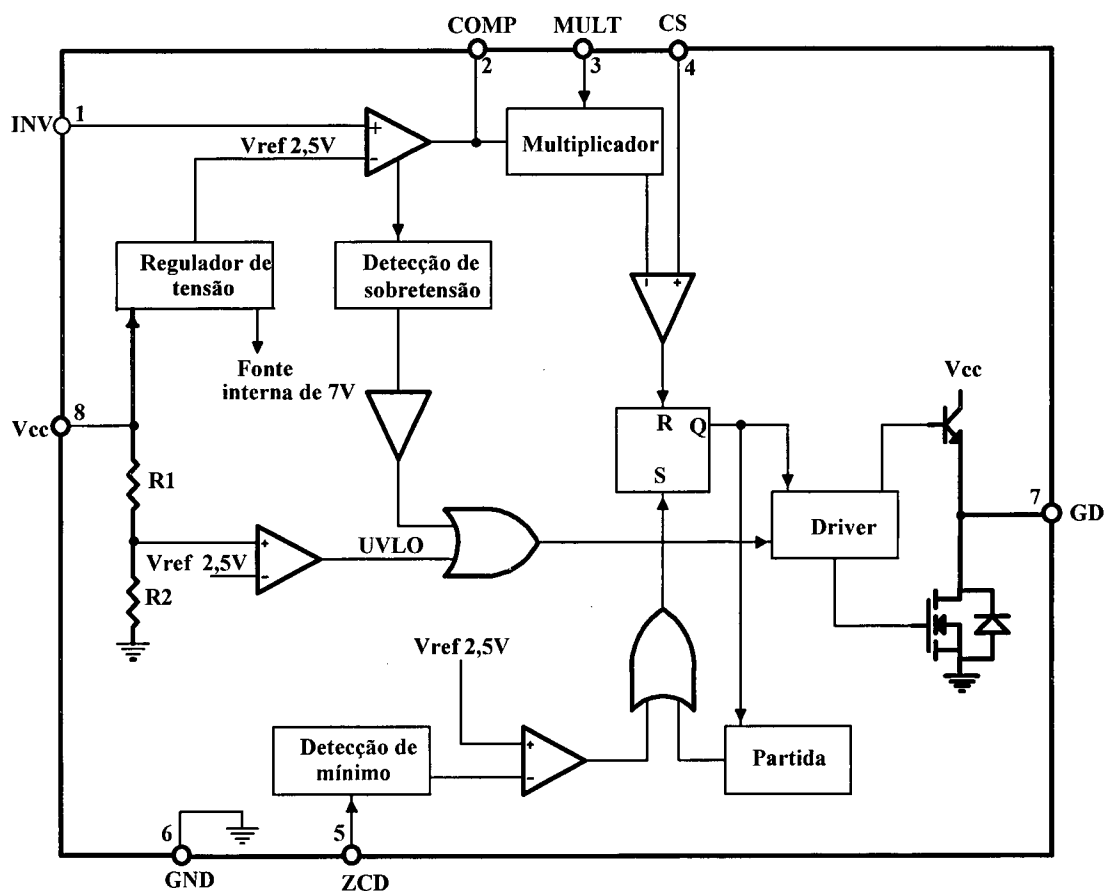 COMP MULT CS
2 3 4
INV 1
+
Vref 2,5V
-
Multiplicador
Regulador de
tensão
Detecção de
sobretensão
- +
Fonte
interna de 7V
Vcc
Vcc 8
R Q
S
R1
7 GD
Driver
UVLO
+
Vref 2,5V
-
R2
Vref 2,5V
+
-
Detecção de
mínimo
Partida
6
5
GND
ZCD